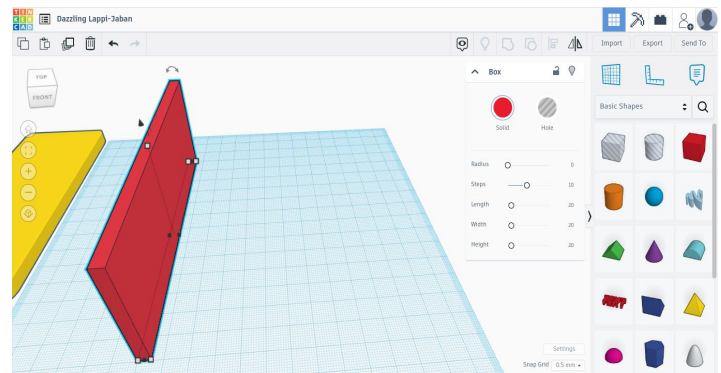 TIN
KER
CAD
Dazzling Lappi-Jaban
Import
Export
Send To
TOP
FRONT
Box
Solid
Hole
Radius 0
Steps 10
Length 20
Width 20
Height 20
Basic Shapes
TEXT
Settings
Snap Grid 0.5 mm